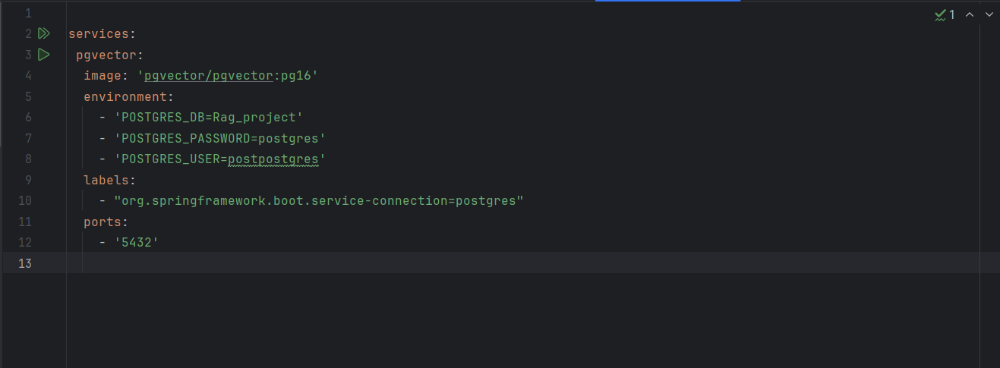 1
1
2 services:
3 pgvector:
4 image: 'pgvector/pgvector:pg16'
5 environment:
6 - 'POSTGRES_DB=Rag_project'
7 - 'POSTGRES_PASSWORD=postgres'
8 - 'POSTGRES_USER=postpostgres'
9 labels:
10 - "org.springframework.boot.service-connection=postgres"
11 ports:
12 - '5432'
13